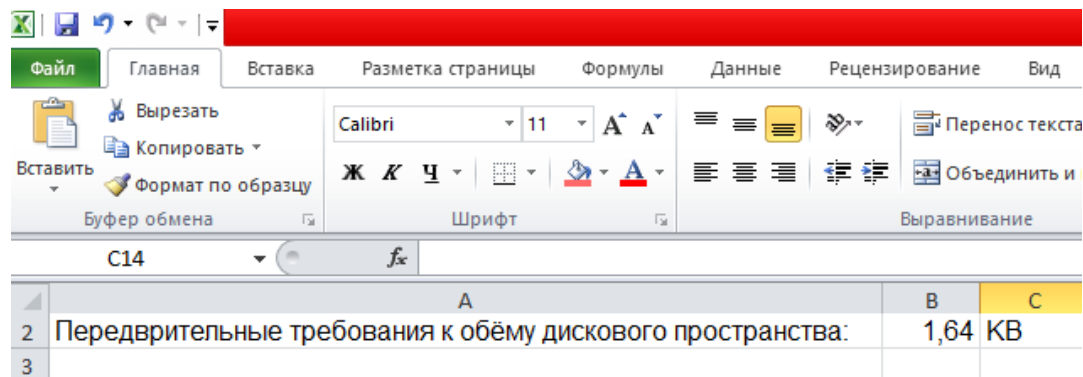 Файл Главная Вставка Разметка страницы Формулы Данные Рецензирование Вид
Вырезать
Calibri 11 А А Перенос текста
Копировать
Вставить
Ж К Ч А Объединить и
Формат по образцу
Буфер обмена Шрифт Выравнивание
C14 fx
A B C
2 Передврительные требования к обёму дискового пространства: 1,64 KB
3